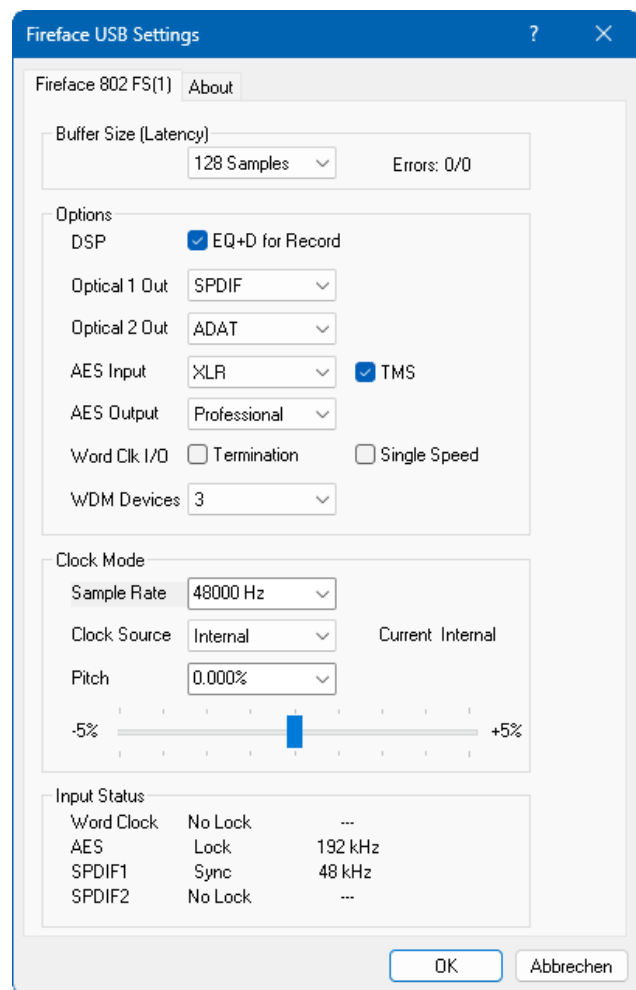 Fireface USB Settings ?
Fireface 802 FS(1) About
Buffer Size (Latency)
128 Samples Errors: 0/0
Options
DSP EQ+D for Record
Optical 1 Out SPDIF
Optical 2 Out ADAT
AES Input XLR TMS
AES Output Professional
Word Clk I/O Termination Single Speed
WDM Devices 3
Clock Mode
Sample Rate 48000 Hz
Clock Source Internal Current Internal
Pitch 0.000%
-5% +5%
Input Status
Word Clock No Lock ---
AES Lock 192 kHz
SPDIF1 Sync 48 kHz
SPDIF2 No Lock ---
OK Abbrechen